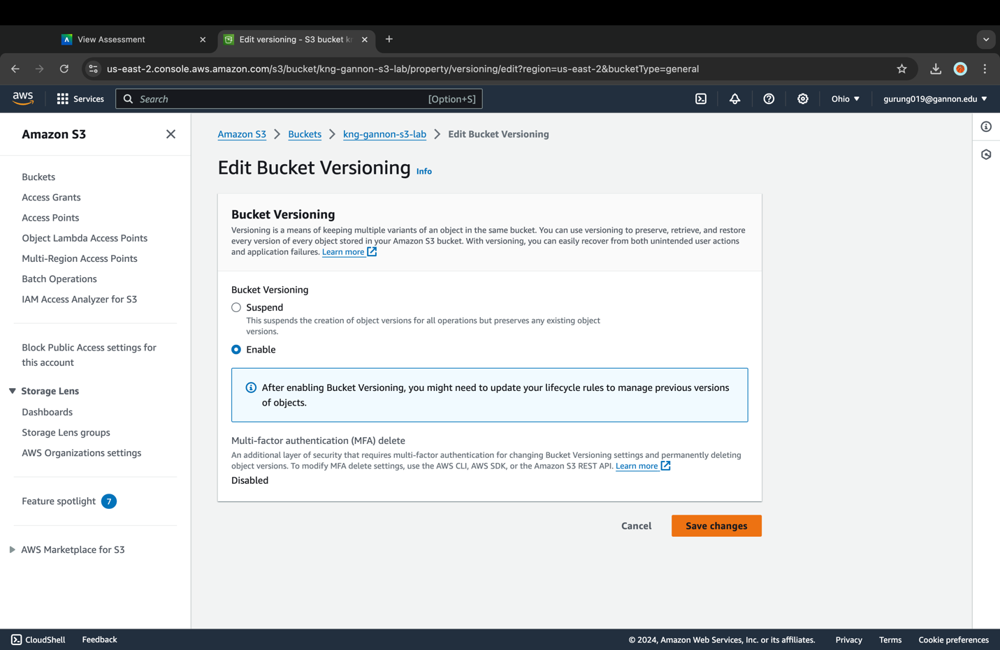 View Assessment
Edit versioning - S3 bucket kn
us-east-2.console.aws.amazon.com/s3/bucket/kng-gannon-s3-lab/property/versioning/edit?region=us-east-2&bucketType=general
aws
Services
Search
[Option+S]
Ohio
gurung019@gannon.edu
Amazon S3
Buckets
Access Grants
Access Points
Object Lambda Access Points
Multi-Region Access Points
Batch Operations
IAM Access Analyzer for S3
Block Public Access settings for
this account
Storage Lens
Dashboards
Storage Lens groups
AWS Organizations settings
Feature spotlight 7
AWS Marketplace for S3
Amazon S3 > Buckets > kng-gannon-s3-lab > Edit Bucket Versioning
Edit Bucket Versioning Info
Bucket Versioning
Versioning is a means of keeping multiple variants of an object in the same bucket. You can use versioning to preserve, retrieve, and restore
every version of every object stored in your Amazon S3 bucket. With versioning, you can easily recover from both unintended user actions
and application failures. Learn more
Bucket Versioning
Suspend
This suspends the creation of object versions for all operations but preserves any existing object
versions.
Enable
After enabling Bucket Versioning, you might need to update your lifecycle rules to manage previous versions
of objects.
Multi-factor authentication (MFA) delete
An additional layer of security that requires multi-factor authentication for changing Bucket Versioning settings and permanently deleting
object versions. To modify MFA delete settings, use the AWS CLI, AWS SDK, or the Amazon S3 REST API. Learn more
Disabled
Cancel
Save changes
CloudShell
Feedback
© 2024, Amazon Web Services, Inc. or its affiliates.
Privacy
Terms
Cookie preferences